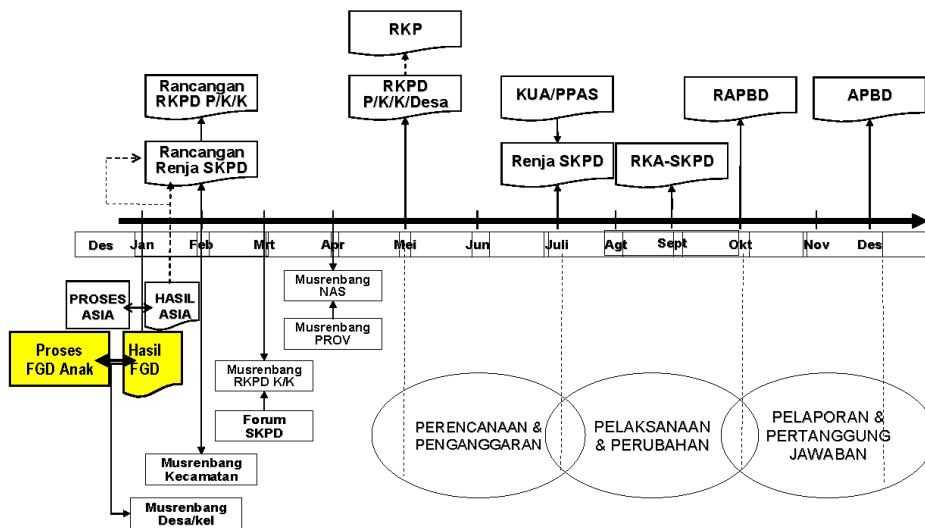 RKP
Rancangan
RKPD P/K/K
RKPD
P/K/K/Desa
KUA/PPAS
RAPBD
APBD
Rancangan
Renja SKPD
Renja SKPD
RKA-SKPD
Des
Jan
Feb
Mrt
Apr
Mei
Jun
Juli
Agt
Sept
Okt
Nov
Des
PROSES
ASIA
HASIL
ASIA
Musrenbang
NAS
Musrenbang
PROV
Proses
FGD Anak
Hasil
FGD
Musrenbang
RKPD K/K
Forum
SKPD
PERENCANAAN &
PENGANGGARAN
PELAKSANAAN
& PERUBAHAN
PELAPORAN &
PERTANGGUNG
JAWABAN
Musrenbang
Kecamatan
Musrenbang
Desa/kel